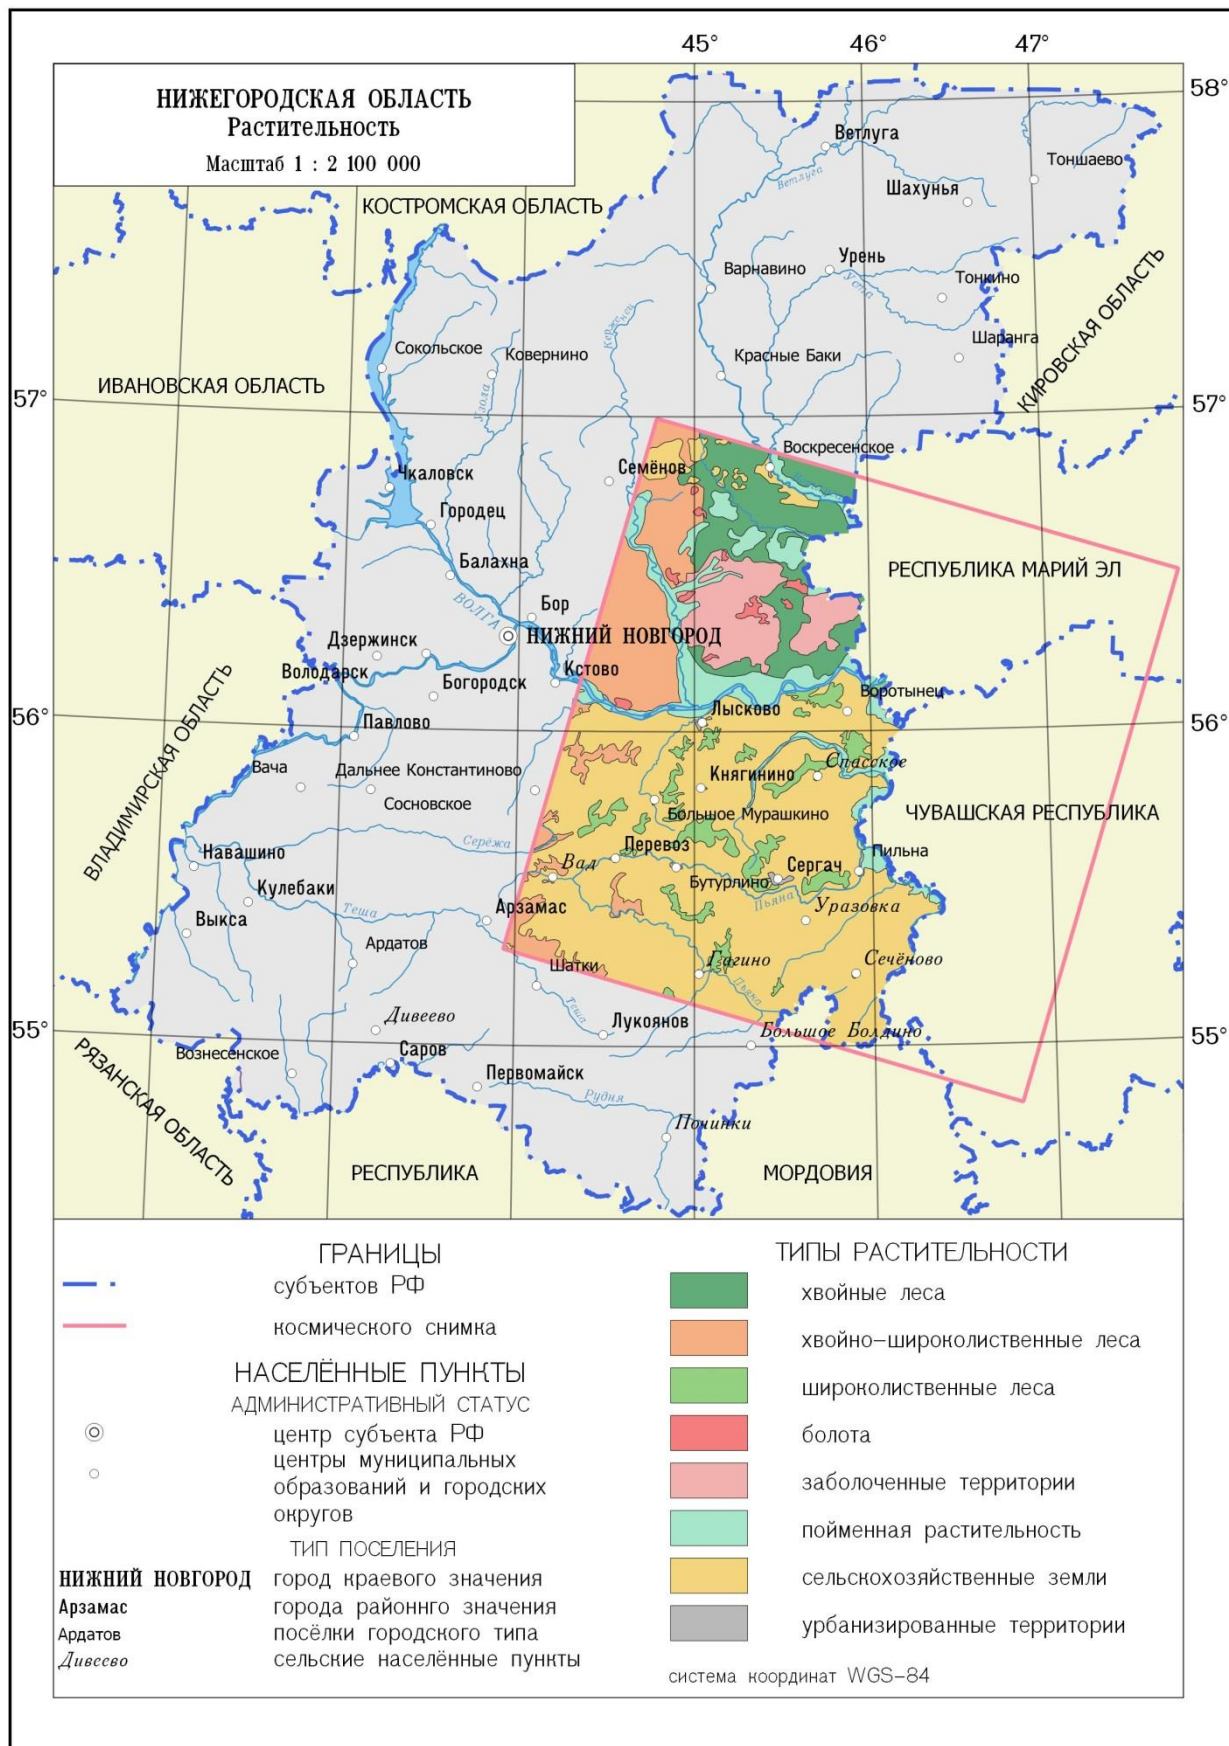 45° 46° 47°
НИЖЕГОРОДСКАЯ ОБЛАСТЬ
Растительность
Масштаб 1 : 2 100 000
58°
Ветлуга
Ветлуга
Тоншаево
Шахунья
КОСТРОМСКАЯ ОБЛАСТЬ
Урень
Варнавино
Уста
Тонкино
КИРОВСКАЯ ОБЛАСТЬ
Керженец
Шаранга
Сокольское
Ковернино
Красные Баки
ИВАНОВСКАЯ ОБЛАСТЬ
Узола
57°
57°
Воскресенское
Семёнов
Чкаловск
Городец
Балахна
РЕСПУБЛИКА МАРИЙ ЭЛ
ВОЛГА
Бор
Дзержинск
НИЖНИЙ НОВГОРОД
Володарск
Кстово
Богородск
ВЛАДИМИРСКАЯ ОБЛАСТЬ
Воротынец
56°
56°
Лысково
Павлово
Вача
Дальнее Константиново
Княгинино
Спасское
Сосновское
Большое Мурашкино
ЧУВАШСКАЯ РЕСПУБЛИКА
Серёжа
Перевоз
Пильна
Навашино
Вад
Сергач
Бутурлино
Кулебаки
Пьяна
Теша
Арзамас
Уразовка
Выкса
Ардатов
Шатки
Гагино
Сечёново
Пьяна
Теша
55°
55°
Дивеево
Лукоянов
Большое Болдино
РЯЗАНСКАЯ ОБЛАСТЬ
Вознесенское
Саров
Первомайск
Рудня
Починки
РЕСПУБЛИКА
МОРДОВИЯ
ГРАНИЦЫ
субъектов РФ
космического снимка
НАСЕЛЁННЫЕ ПУНКТЫ
АДМИНИСТРАТИВНЫЙ СТАТУС
центр субъекта РФ
центры муниципальных
образований и городских
округов
ТИП ПОСЕЛЕНИЯ
НИЖНИЙ НОВГОРОД город краевого значения
Арзамас города районнго значения
Ардатов посёлки городского типа
Дивеево сельские населённые пункты
ТИПЫ РАСТИТЕЛЬНОСТИ
хвойные леса
хвойно-широколиственные леса
широколиственные леса
болота
заболоченные территории
пойменная растительность
сельскохозяйственные земли
урбанизированные территории
система координат WGS-84